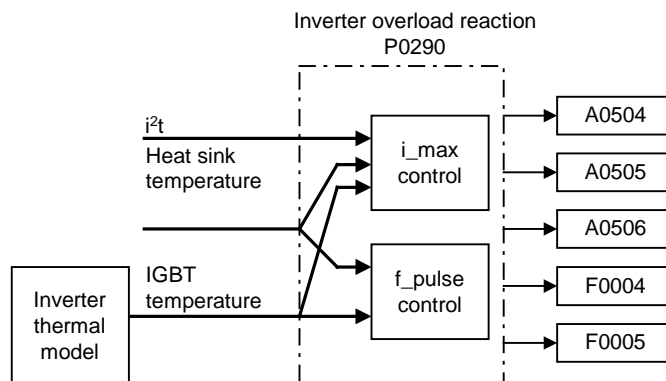 Inverter overload reaction
P0290
i²t
Heat sink
temperature
i_max
control
IGBT
temperature
Inverter
thermal
model
f_pulse
control
A0504
A0505
A0506
F0004
F0005